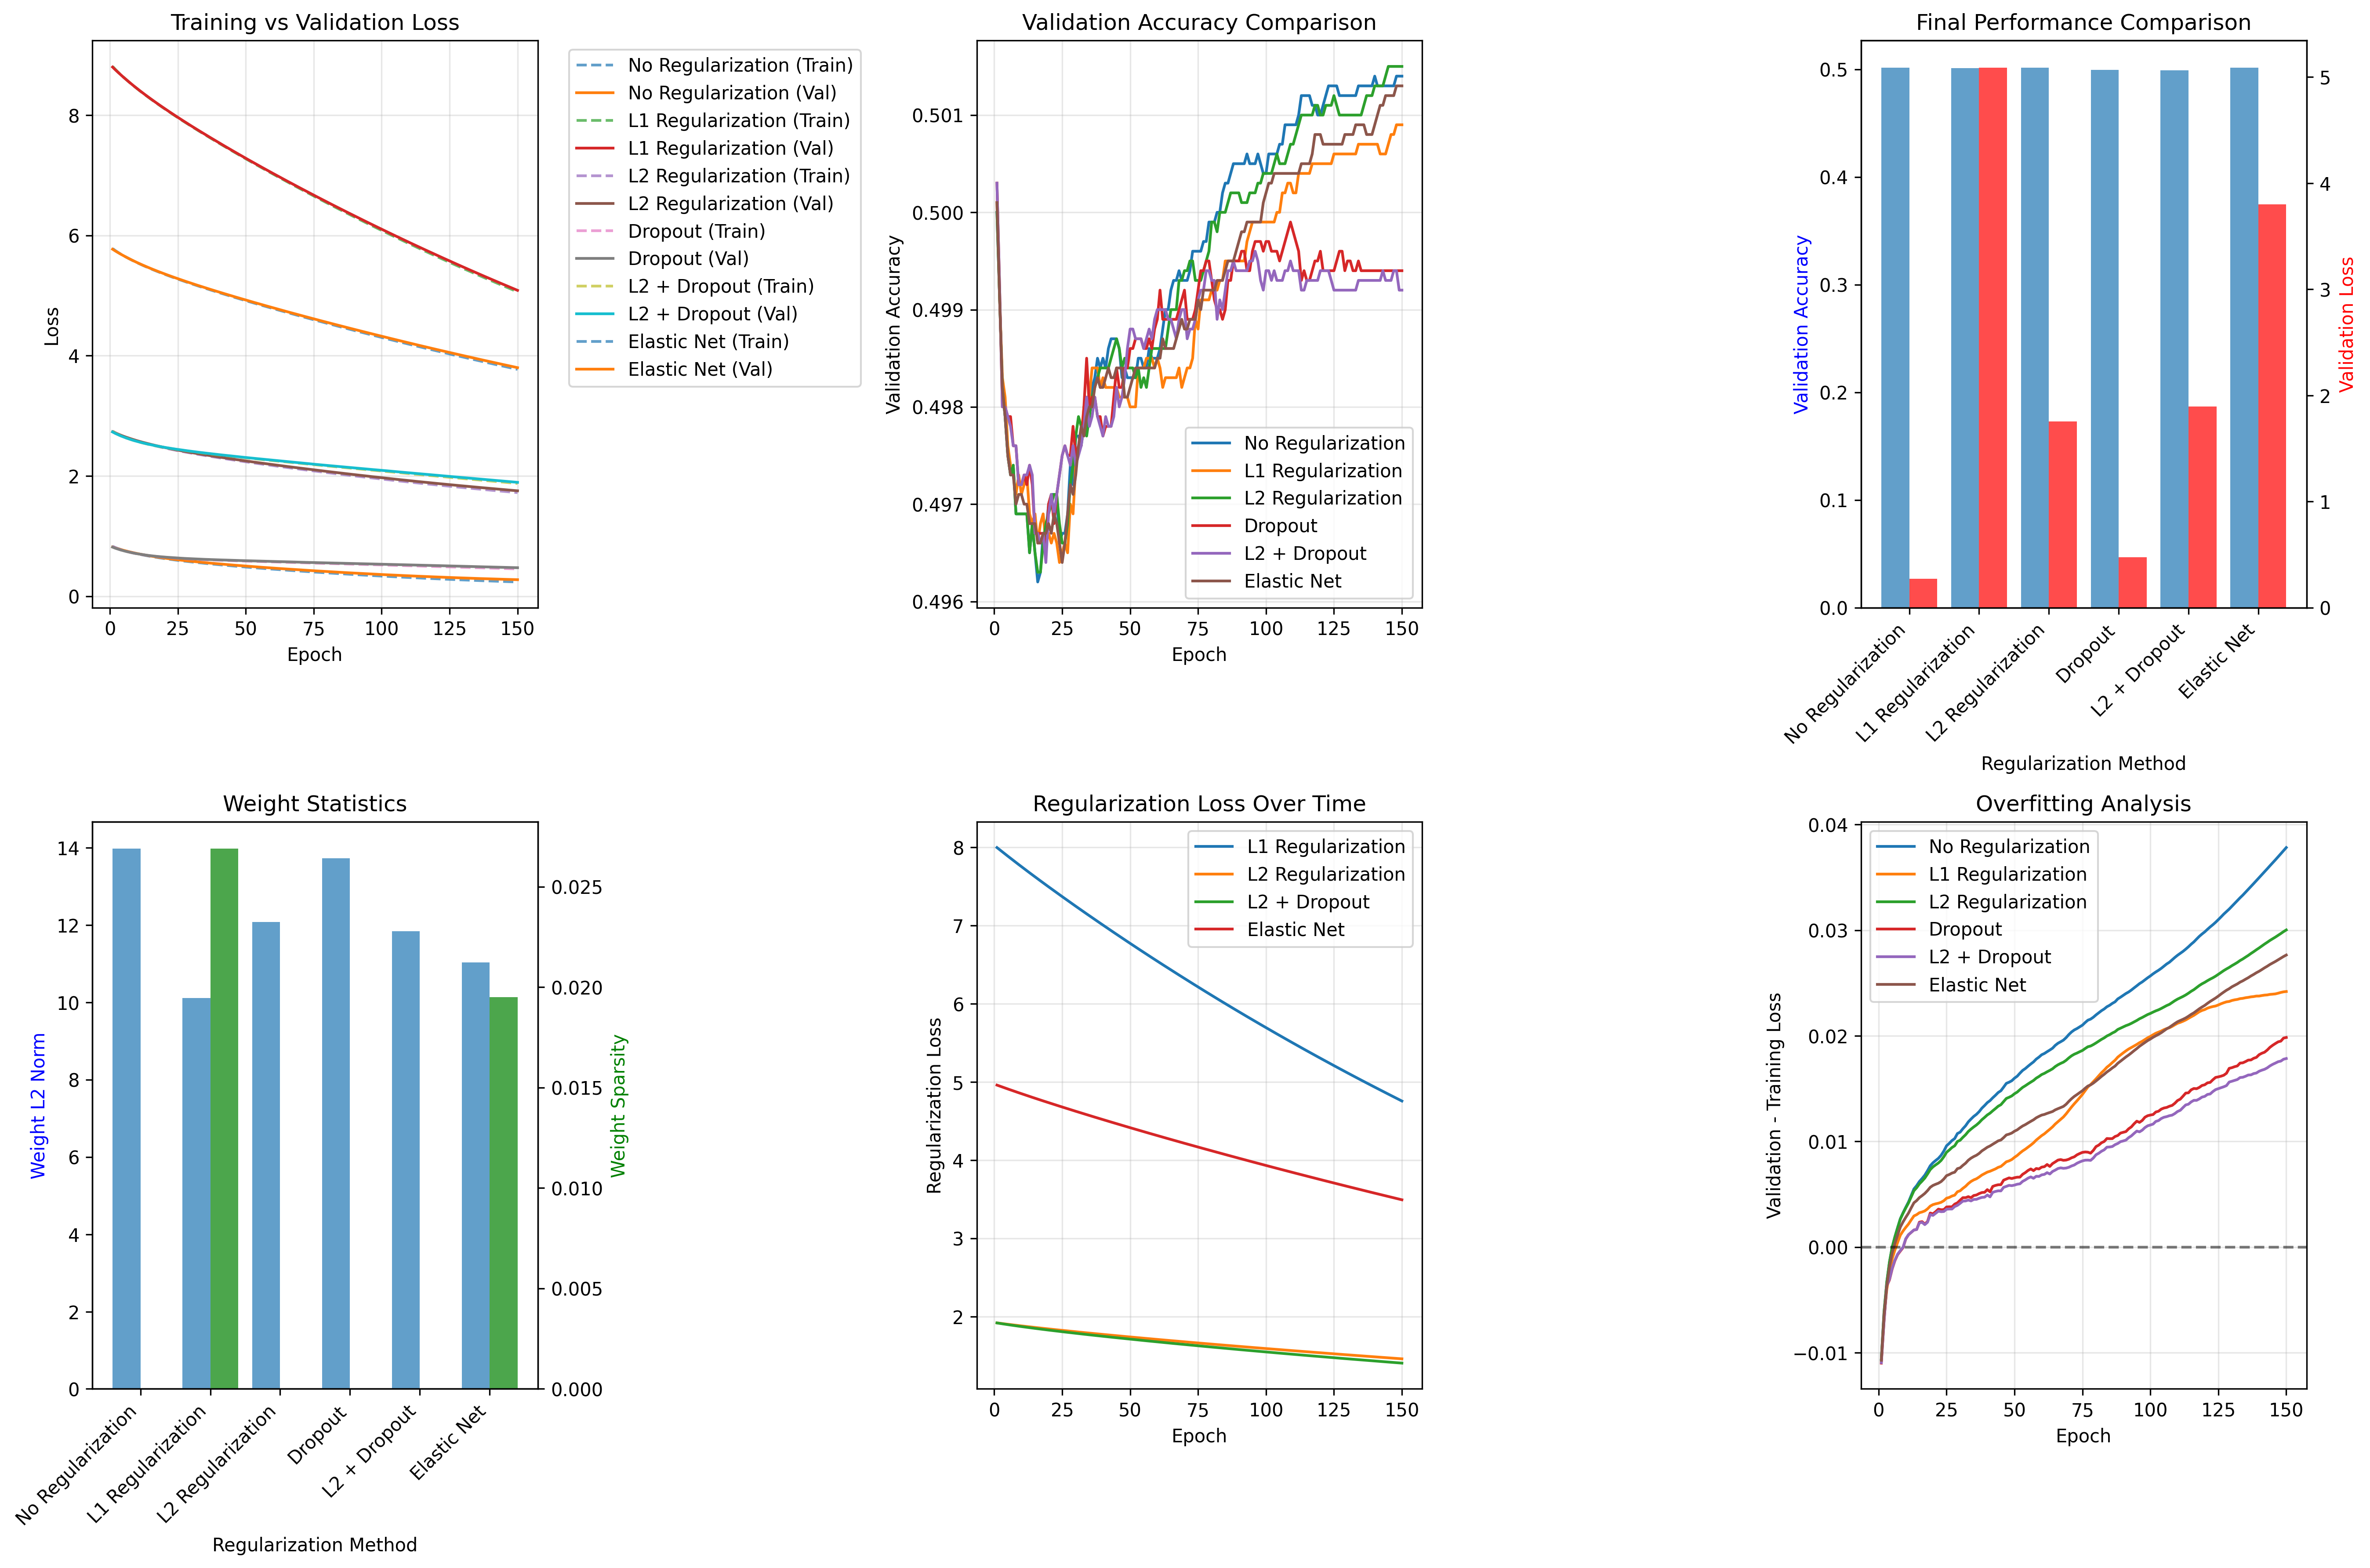 Training vs Validation Loss
Loss
8
6
4
2
0
0 25 50 75 100 125 150
Epoch
No Regularization (Train)
No Regularization (Val)
L1 Regularization (Train)
L1 Regularization (Val)
L2 Regularization (Train)
L2 Regularization (Val)
Dropout (Train)
Dropout (Val)
L2 + Dropout (Train)
L2 + Dropout (Val)
Elastic Net (Train)
Elastic Net (Val)
Validation Accuracy Comparison
Validation Accuracy
0.501
0.500
0.499
0.498
0.497
0.496
No Regularization
L1 Regularization
L2 Regularization
Dropout
L2 + Dropout
Elastic Net
0 25 50 75 100 125 150
Epoch
Final Performance Comparison
Validation Accuracy
0.5
0.4
0.3
0.2
0.1
0.0
5
4
3
2
1
0
Validation Loss
No Regularization
L1 Regularization
L2 Regularization
Dropout
L2 + Dropout
Elastic Net
Regularization Method
Weight Statistics
Weight L2 Norm
14
12
10
8
6
4
2
0
0.025
0.020
0.015
0.010
0.005
0.000
Weight Sparsity
No Regularization
L1 Regularization
L2 Regularization
Dropout
L2 + Dropout
Elastic Net
Regularization Method
Regularization Loss Over Time
Regularization Loss
8
7
6
5
4
3
2
L1 Regularization
L2 Regularization
L2 + Dropout
Elastic Net
0 25 50 75 100 125 150
Epoch
Overfitting Analysis
Validation - Training Loss
0.04
0.03
0.02
0.01
0.00
−0.01
No Regularization
L1 Regularization
L2 Regularization
Dropout
L2 + Dropout
Elastic Net
0 25 50 75 100 125 150
Epoch